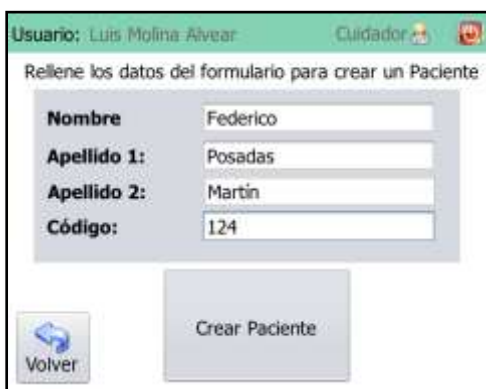 Usuario: Luis Molina Alvear Cuidador
Rellene los datos del formulario para crear un Paciente
Nombre Federico
Apellido 1: Posadas
Apellido 2: Martín
Código: 124
Crear Paciente
Volver